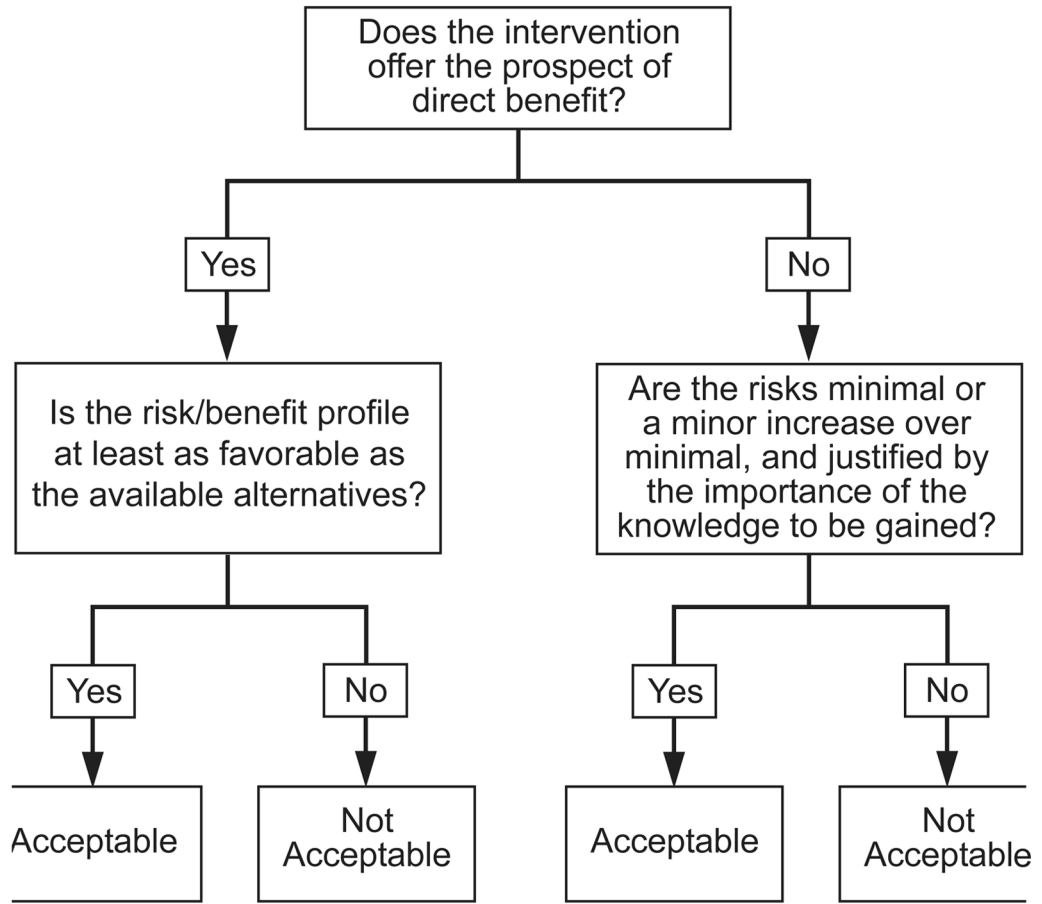 Does the intervention
offer the prospect of
direct benefit?
Yes
No
Is the risk/benefit profile
at least as favorable as
the available alternatives?
Are the risks minimal or
a minor increase over
minimal, and justified by
the importance of the
knowledge to be gained?
Yes
No
Yes
No
Acceptable
Not
Acceptable
Acceptable
Not
Acceptable